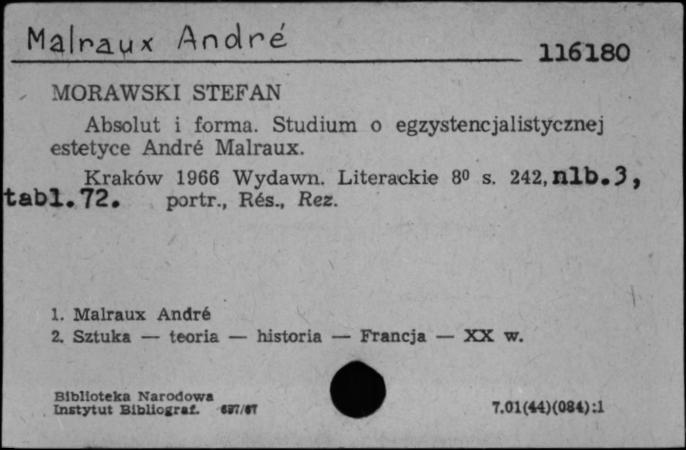 Malraux André
116180
MORAWSKI STEFAN
Absolut i forma. Studium o egzystencjalistycznej
estetyce André Malraux.
Kraków 1966 Wydawn. Literackie 8⁰ s. 242, nlb.3,
tabl.72. portr., Rés., Rez.
1. Malraux André
2. Sztuka — teoria — historia — Francja — XX w.
Biblioteka Narodowa
Instytut Bibliograf. 697/67
7.01(44)(084):1